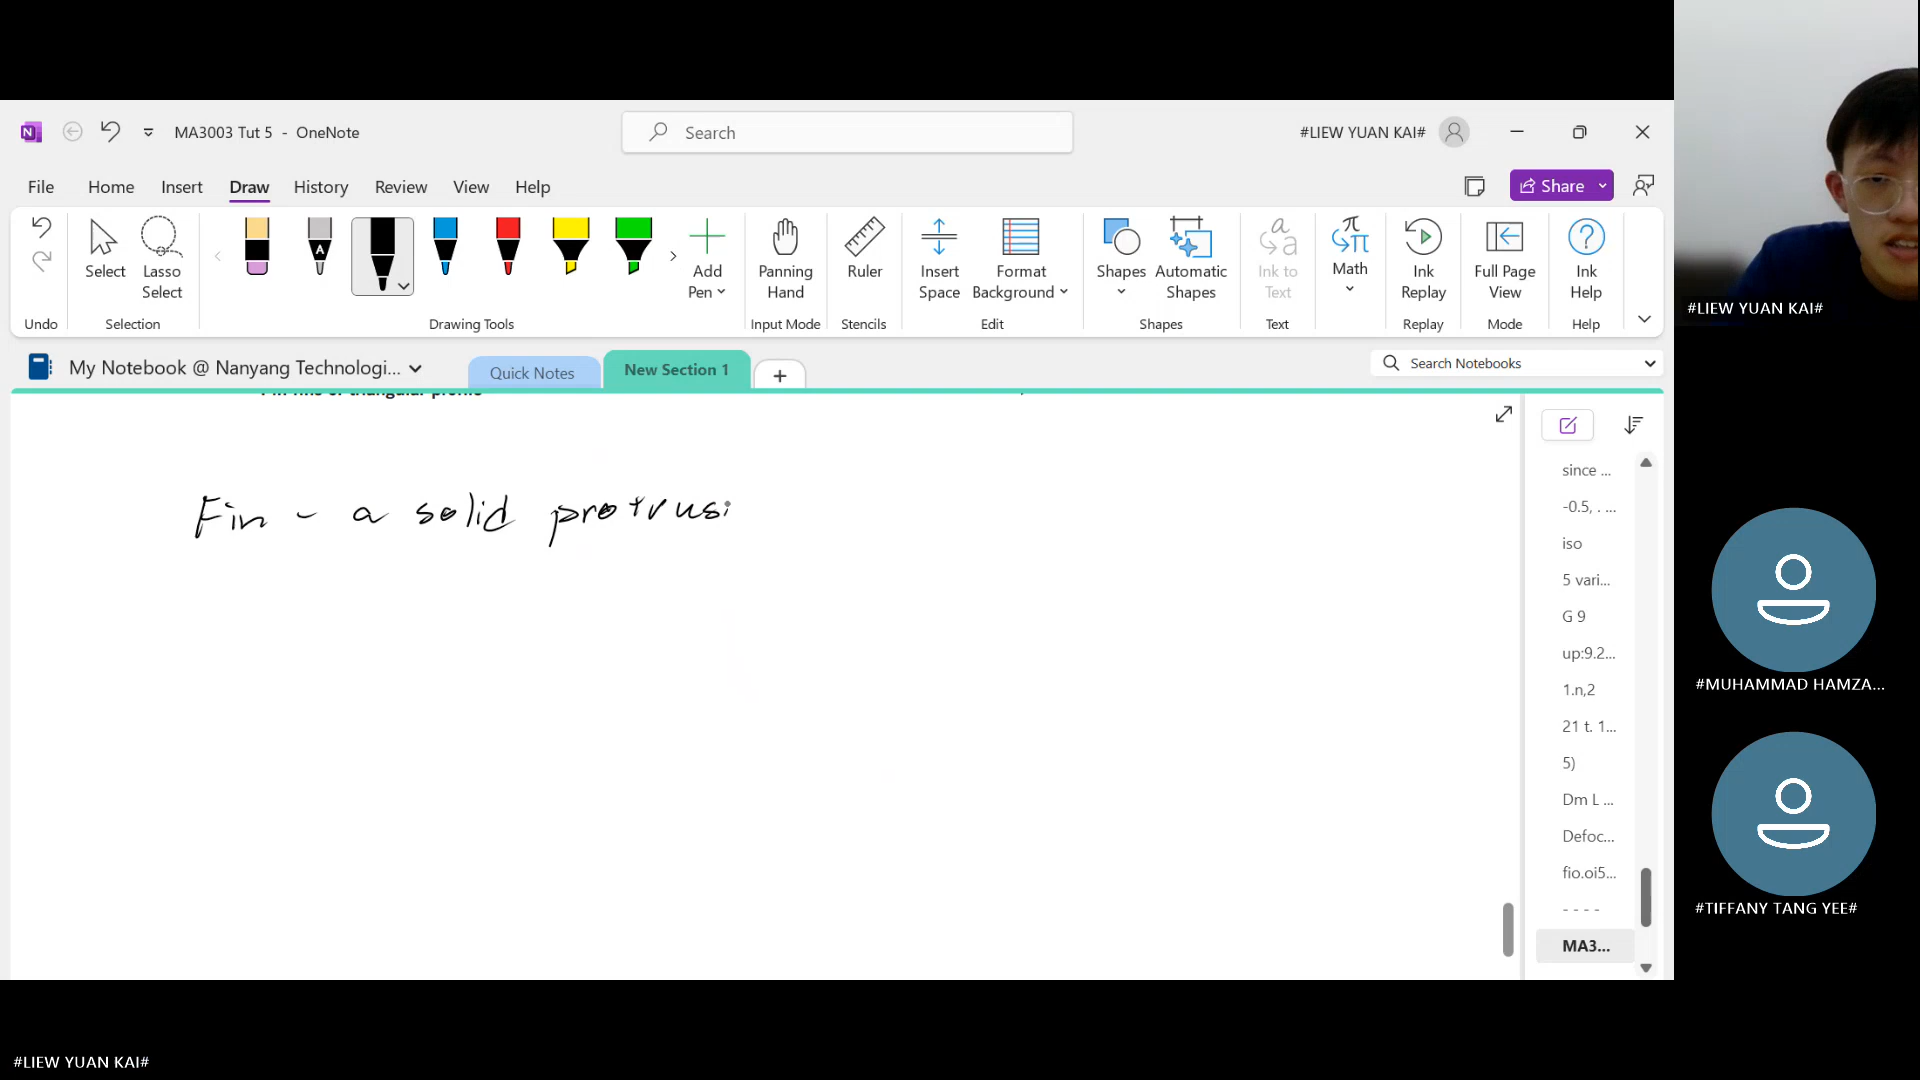 MA3003 Tut 5 - OneNote
Search
#LIEW YUAN KAI#
File Home Insert Draw History Review View Help
Share
Select
Lasso Select
A
Add Pen
Panning Hand
Ruler
Insert Space
Format Background
Shapes
Automatic Shapes
Ink to Text
Math
Ink Replay
Full Page View
Ink Help
Undo Selection Drawing Tools Input Mode Stencils Edit Shapes Text Replay Mode Help
My Notebook @ Nanyang Technologi...
Quick Notes
New Section 1
Search Notebooks
Fin - a solid protrusi
since ...
-0.5, . ...
iso
5 vari...
G 9
up:9.2...
1.n,2
21 t. 1...
5)
Dm L ...
Defoc...
fio.oi5...
- - - -
MA3...
#LIEW YUAN KAI#
#MUHAMMAD HAMZA...
#TIFFANY TANG YEE#
#LIEW YUAN KAI#